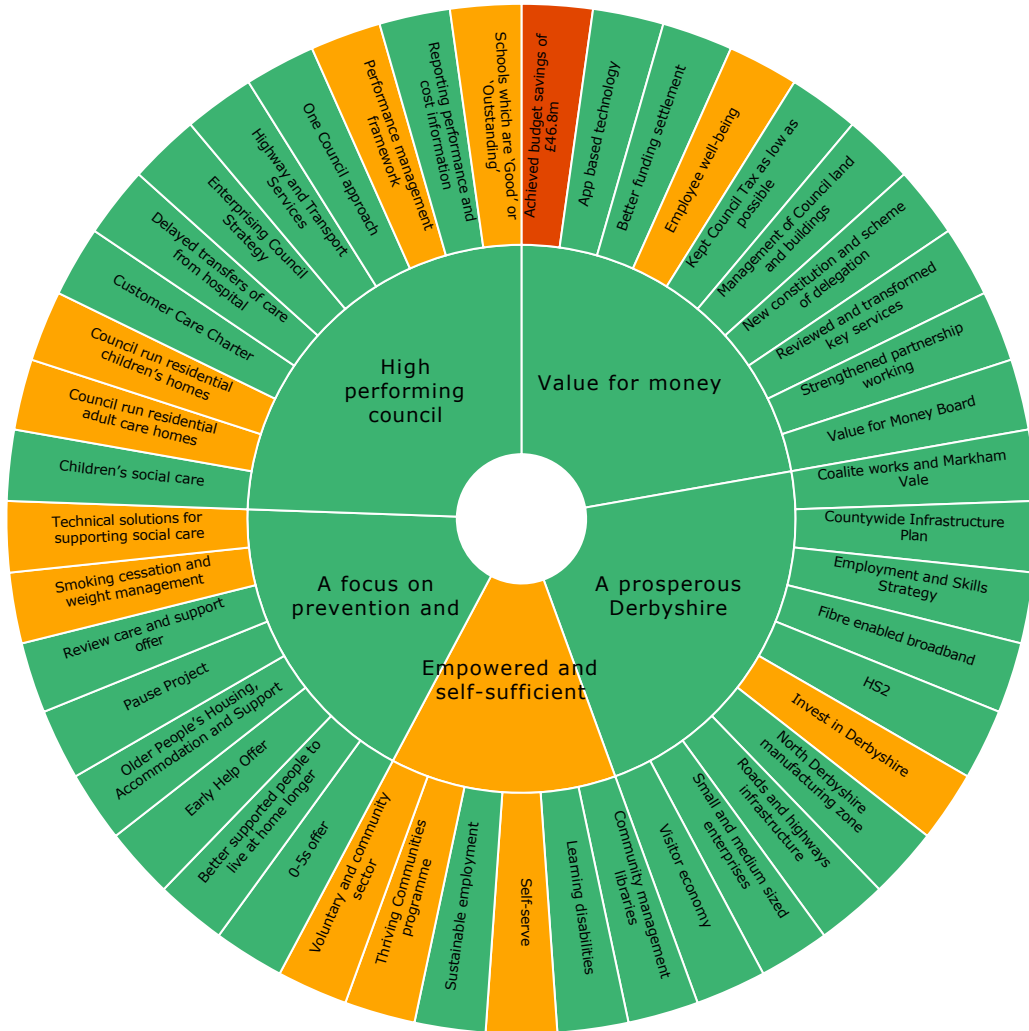 Achieved budget savings of
£46.8m
App based technology
Better funding settlement
Employee well-being
Kept Council Tax as low as
possible
Management of Council land
and buildings
New constitution and scheme
of delegation
Reviewed and transformed
key services
Strengthened partnership
working
Value for Money Board
Coalite works and Markham
Vale
Countywide Infrastructure
Plan
Employment and Skills
Strategy
Fibre enabled broadband
HS2
Invest in Derbyshire
North Derbyshire
manufacturing zone
Roads and highways
infrastructure
Small and medium sized
enterprises
Visitor economy
Community management
libraries
Learning disabilities
Self-serve
Sustainable employment
Thriving Communities
programme
Voluntary and community
sector
0-5s offer
Better supported people to
live at home longer
Early Help Offer
Older People’s Housing,
Accommodation and Support
Pause Project
Review care and support
offer
Smoking cessation and
weight management
Technical solutions for
supporting social care
Children’s social care
Council run residential
adult care homes
Council run residential
children’s homes
Customer Care Charter
Delayed transfers of care
from hospital
Enterprising Council
Strategy
Highway and Transport
Services
One Council approach
Performance management
framework
Reporting performance and
cost information
Schools which are ‘Good’ or
‘Outstanding’
High
performing
council
Value for money
A prosperous
Derbyshire
Empowered and
self-sufficient
A focus on
prevention and